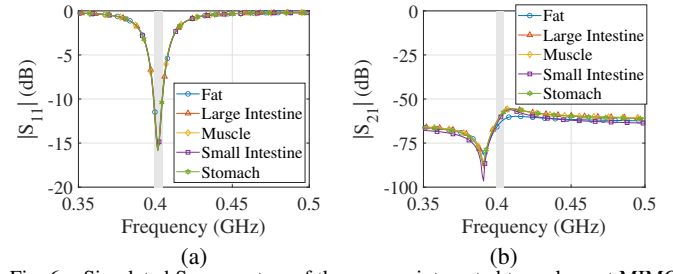 0
-5
-10
-15
-20
|S11| (dB)
Fat
Large Intestine
Muscle
Small Intestine
Stomach
0.35
0.4
0.45
0.5
Frequency (GHz)
(a)
0
-25
-50
-75
-100
|S21| (dB)
Fat
Large Intestine
Muscle
Small Intestine
Stomach
0.35
0.4
0.45
0.5
Frequency (GHz)
(b)